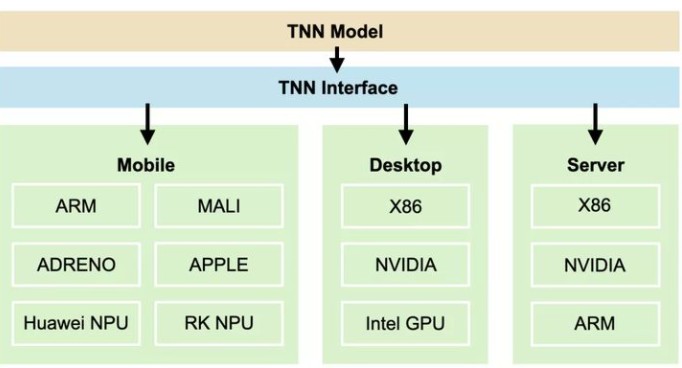 TNN Model
TNN Interface
Mobile
ARM
MALI
ADRENO
APPLE
Huawei NPU
RK NPU
Desktop
X86
NVIDIA
Intel GPU
Server
X86
NVIDIA
ARM